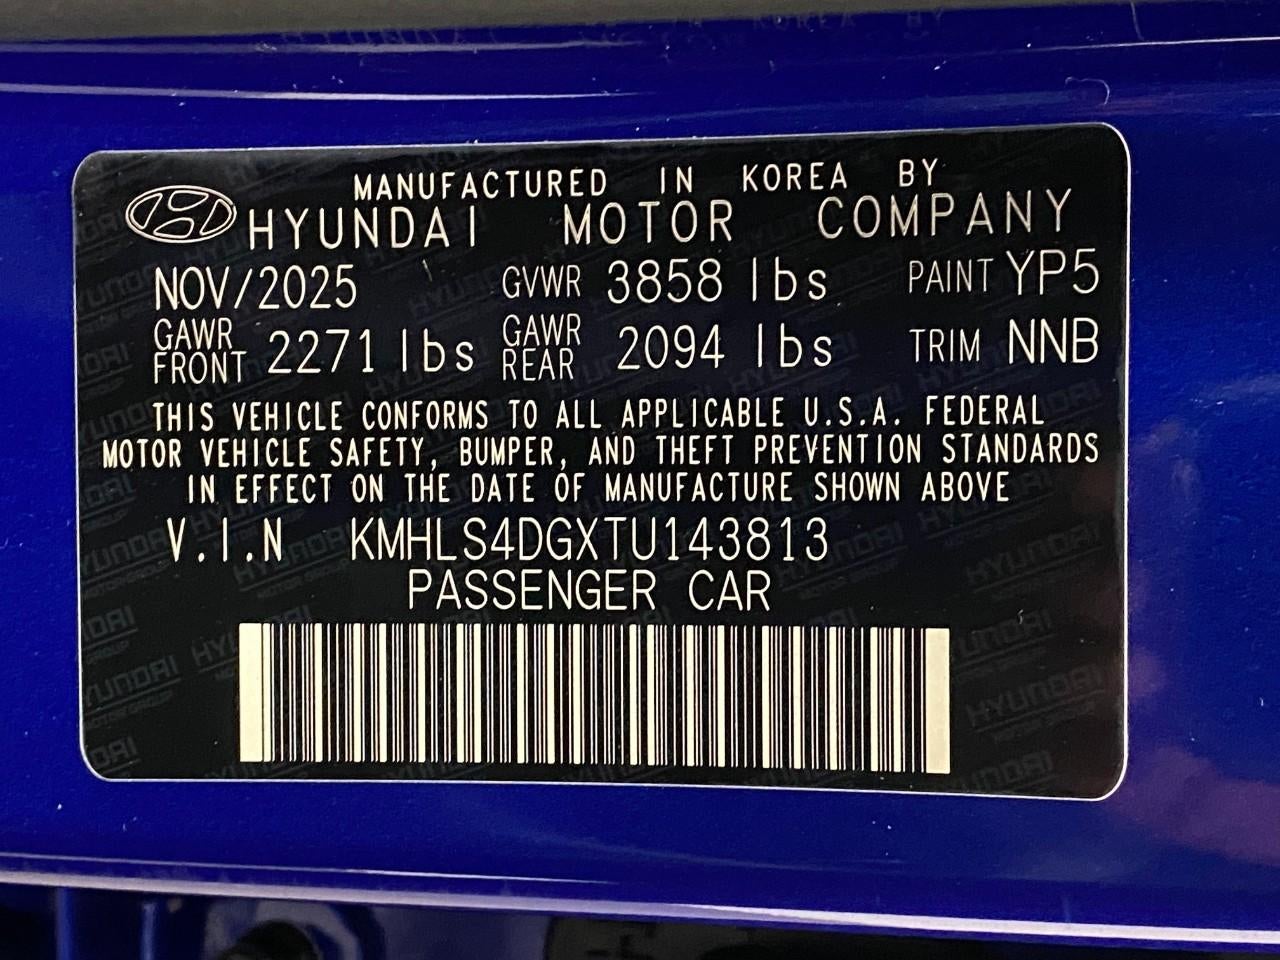 MANUFACTURED IN KOREA BY
HYUNDAI MOTOR COMPANY
NOV/2025 GVWR 3858 lbs PAINT YP5
GAWR FRONT 2271 lbs GAWR REAR 2094 lbs TRIM NNB
THIS VEHICLE CONFORMS TO ALL APPLICABLE U.S.A. FEDERAL
MOTOR VEHICLE SAFETY, BUMPER, AND THEFT PREVENTION STANDARDS
IN EFFECT ON THE DATE OF MANUFACTURE SHOWN ABOVE
V.I.N KMHLS4DGXTU143813
PASSENGER CAR